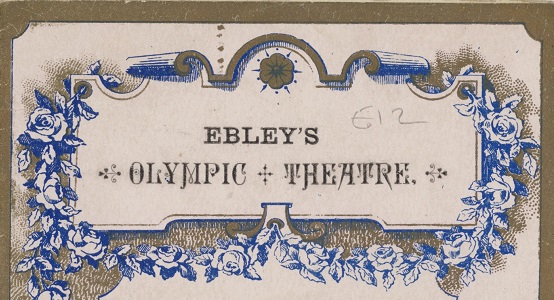 E12
EBLEY'S
OLYMPIC THEATRE.